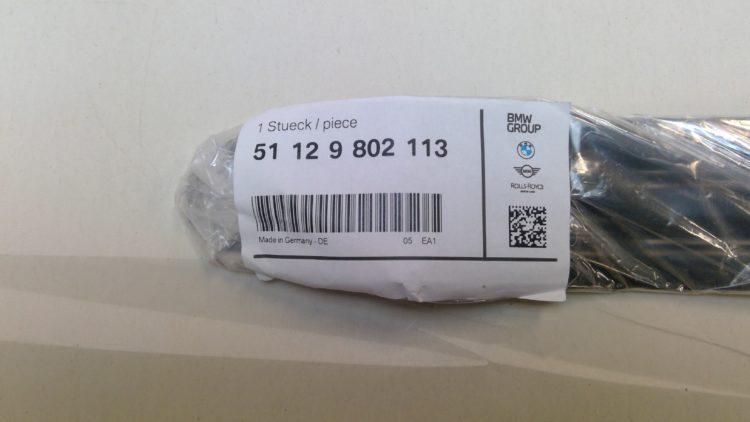 1 Stueck / piece
51 12 9 802 113
Made in Germany - DE 05 EA1
BMW
GROUP
ROLLS-ROYCE